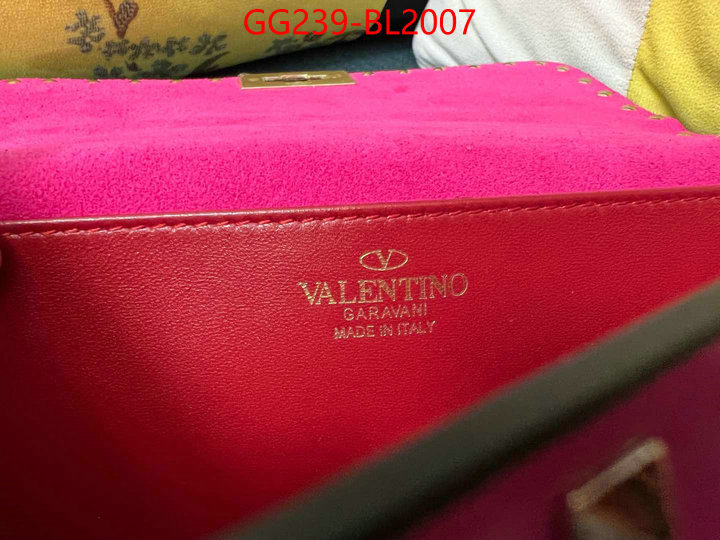 GG239-BL2007
V
VALENTINO
GARAVANI
MADE IN ITALY